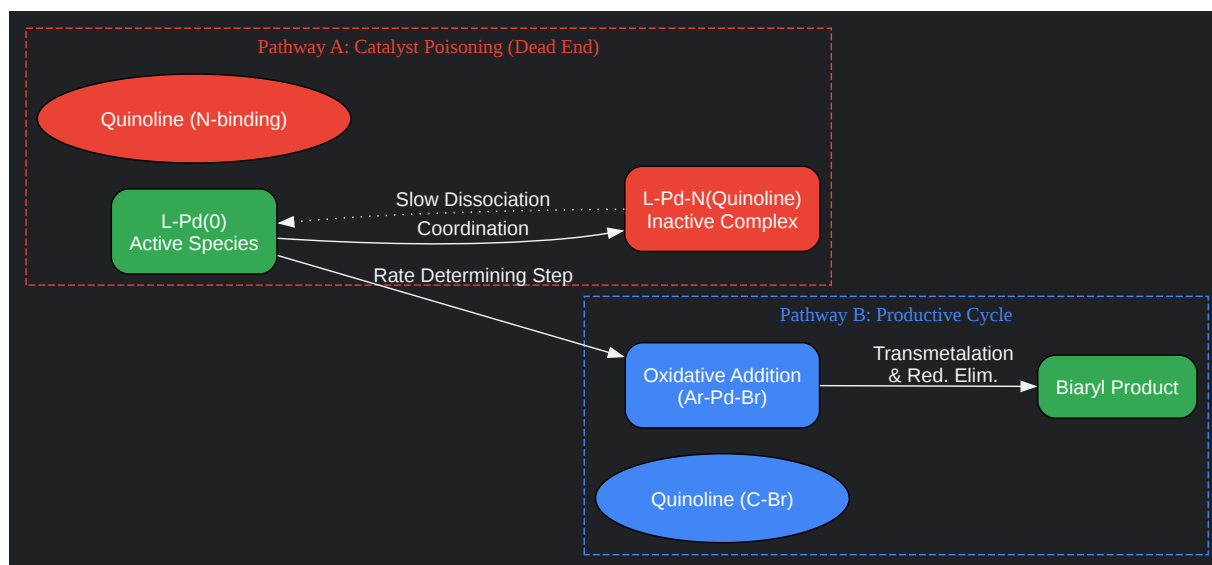 Pathway A: Catalyst Poisoning (Dead End)
Quinoline (N-binding)
L-Pd(0)
Active Species
Slow Dissociation
Coordination
L-Pd-N(Quinoline)
Inactive Complex
Rate Determining Step
Pathway B: Productive Cycle
Oxidative Addition
(Ar-Pd-Br)
Transmetalation
& Red. Elim.
Biaryl Product
Quinoline (C-Br)